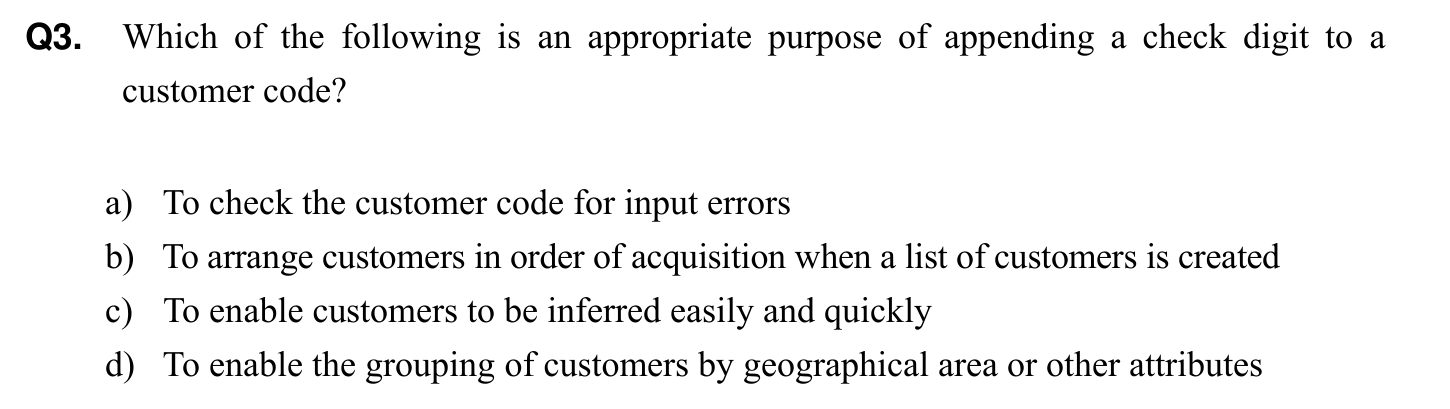 Q3. Which of the following is an appropriate purpose of appending a check digit to a
customer code?
a) To check the customer code for input errors
b) To arrange customers in order of acquisition when a list of customers is created
c) To enable customers to be inferred easily and quickly
d) To enable the grouping of customers by geographical area or other attributes